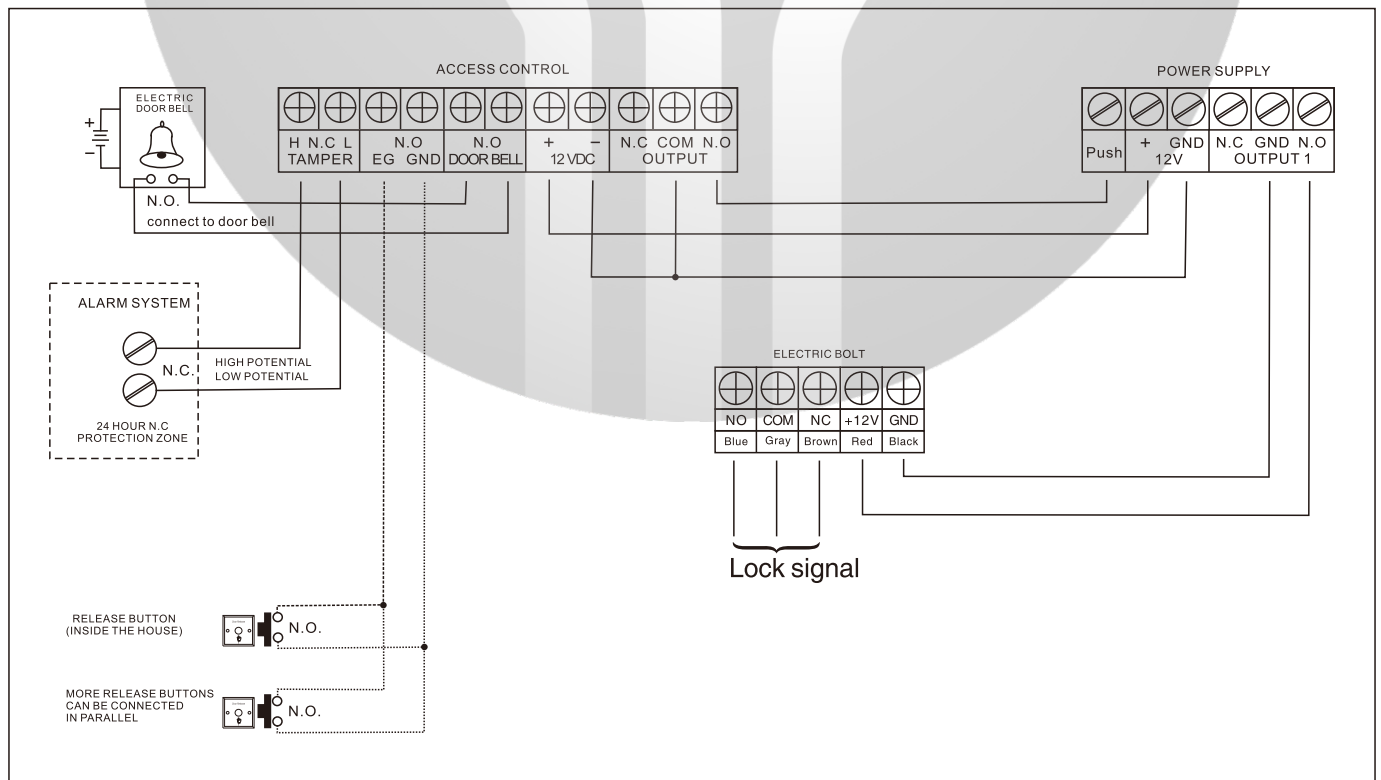 ACCESS CONTROL
POWER SUPPLY
ELECTRIC
DOOR BELL
+
−
N.O.
connect to door bell
H N.C L
TAMPER
N.O
EG GND
N.O
DOOR BELL
+ −
12 VDC
N.C COM N.O
OUTPUT
Push
+ GND
12V
N.C GND N.O
OUTPUT 1
ALARM SYSTEM
N.C.
HIGH POTENTIAL
LOW POTENTIAL
24 HOUR N.C
PROTECTION ZONE
ELECTRIC BOLT
NO COM NC +12V GND
Blue Gray Brown Red Black
Lock signal
RELEASE BUTTON
(INSIDE THE HOUSE)
N.O.
MORE RELEASE BUTTONS
CAN BE CONNECTED
IN PARALLEL
N.O.